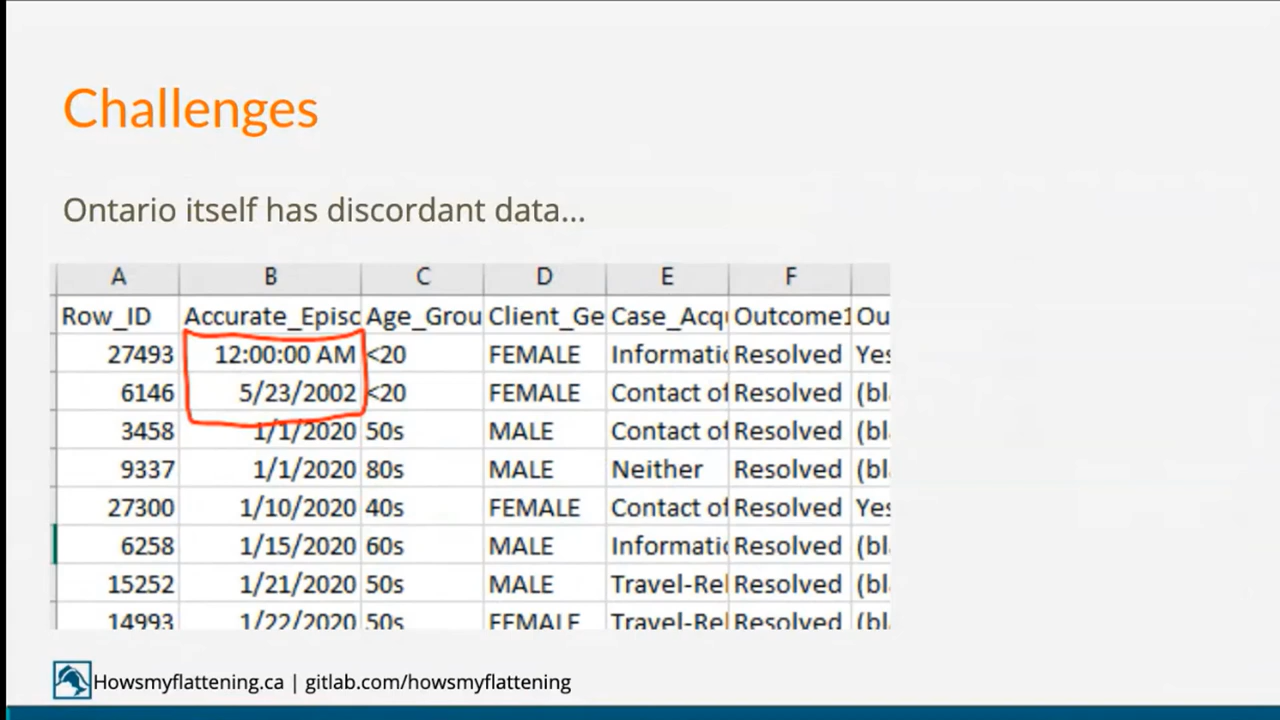 Challenges
Ontario itself has discordant data...
A B C D E F
Row_ID Accurate_Episc Age_Grou Client_Ge Case_Acq Outcome1 Ou
27493 12:00:00 AM <20 FEMALE Informatic Resolved Yes
6146 5/23/2002 <20 FEMALE Contact of Resolved (bl
3458 1/1/2020 50s MALE Contact of Resolved (bl
9337 1/1/2020 80s MALE Neither Resolved (bl
27300 1/10/2020 40s FEMALE Contact of Resolved Yes
6258 1/15/2020 60s MALE Informatic Resolved (bl
15252 1/21/2020 50s MALE Travel-Rel Resolved (bl
14993 1/22/2020 50s FEMALE Travel-Rel Resolved (bl
Howsmyflattening.ca | gitlab.com/howsmyflattening